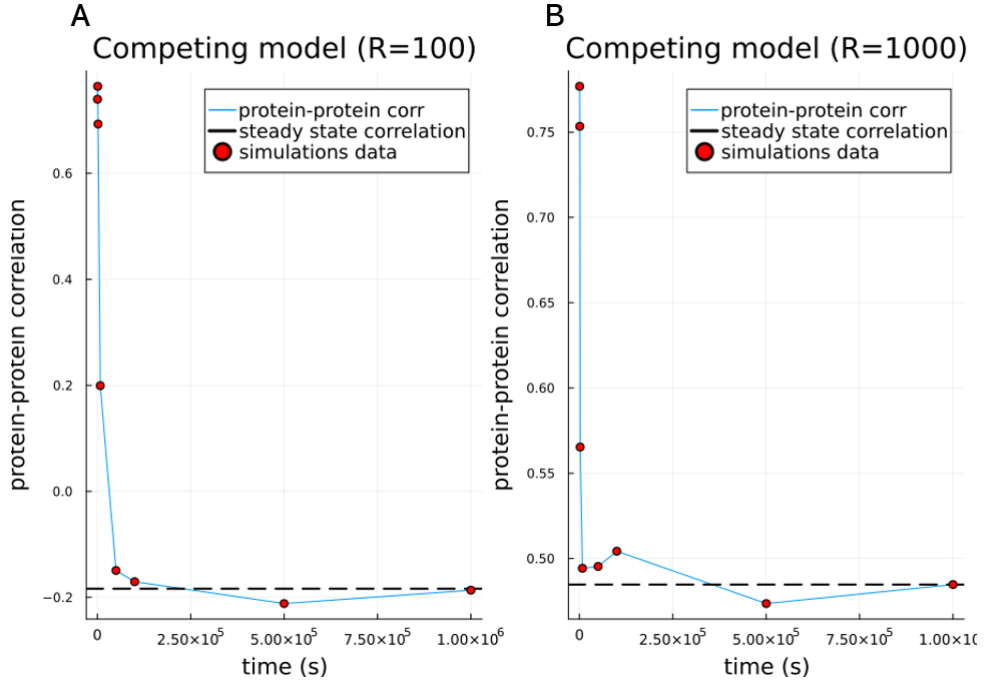 A
Competing model (R=100)
protein-protein corr
steady state correlation
simulations data
protein-protein correlation
0.6
0.4
0.2
0.0
−0.2
0
2.50×10⁵
5.00×10⁵
7.50×10⁵
1.00×10⁶
time (s)
B
Competing model (R=1000)
protein-protein corr
steady state correlation
simulations data
protein-protein correlation
0.75
0.70
0.65
0.60
0.55
0.50
0
2.50×10⁵
5.00×10⁵
7.50×10⁵
1.00×1
time (s)